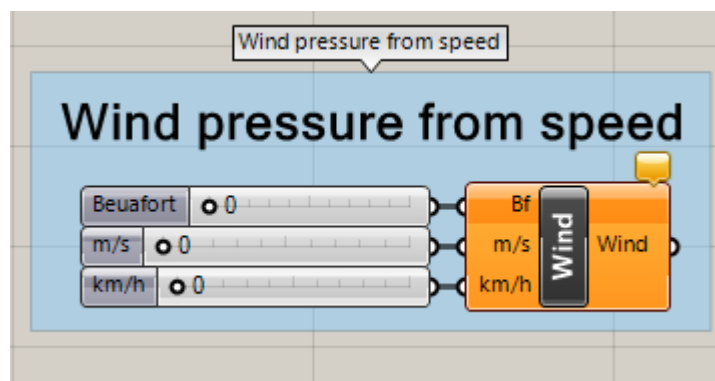 Wind pressure from speed
Wind pressure from speed
Beuafort 0
m/s 0
km/h 0
Bf
m/s
km/h
Wind
Wind